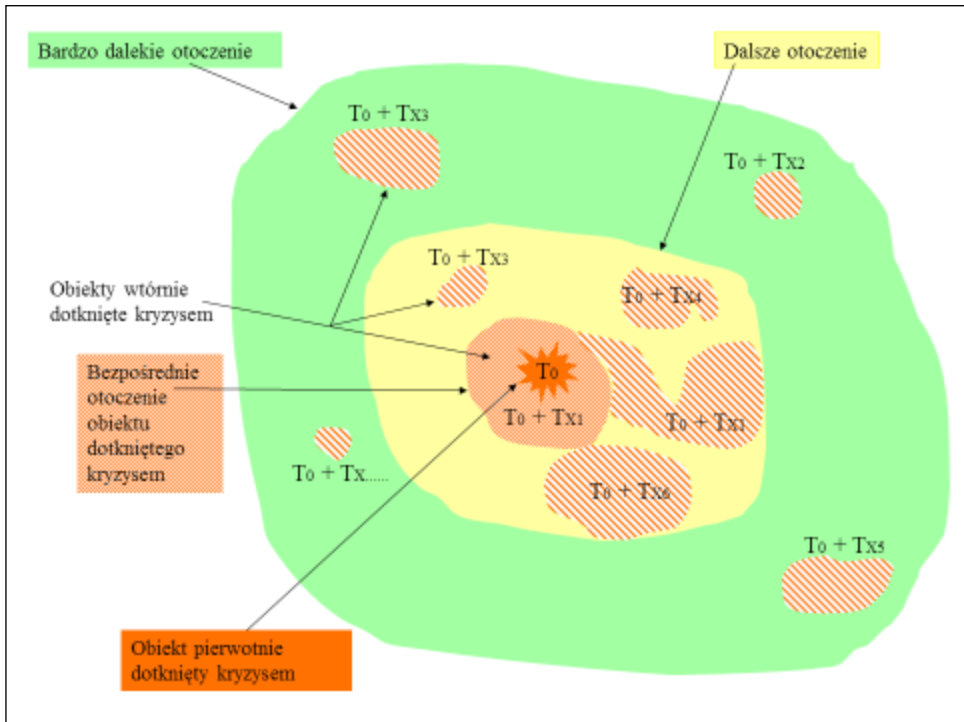 Bardzo dalekie otoczenie
Dalsze otoczenie
T0 + TX3
T0 + TX2
T0 + TX3
T0 + TX4
Obiekty wtórnie
dotknięte kryzysem
Bezpośrednie
otoczenie
obiektu
dotkniętego
kryzysem
T0
T0 + TX1
T0 + TX1
T0 + TX......
T0 + TX6
T0 + TX5
Obiekt pierwotnie
dotknięty kryzysem